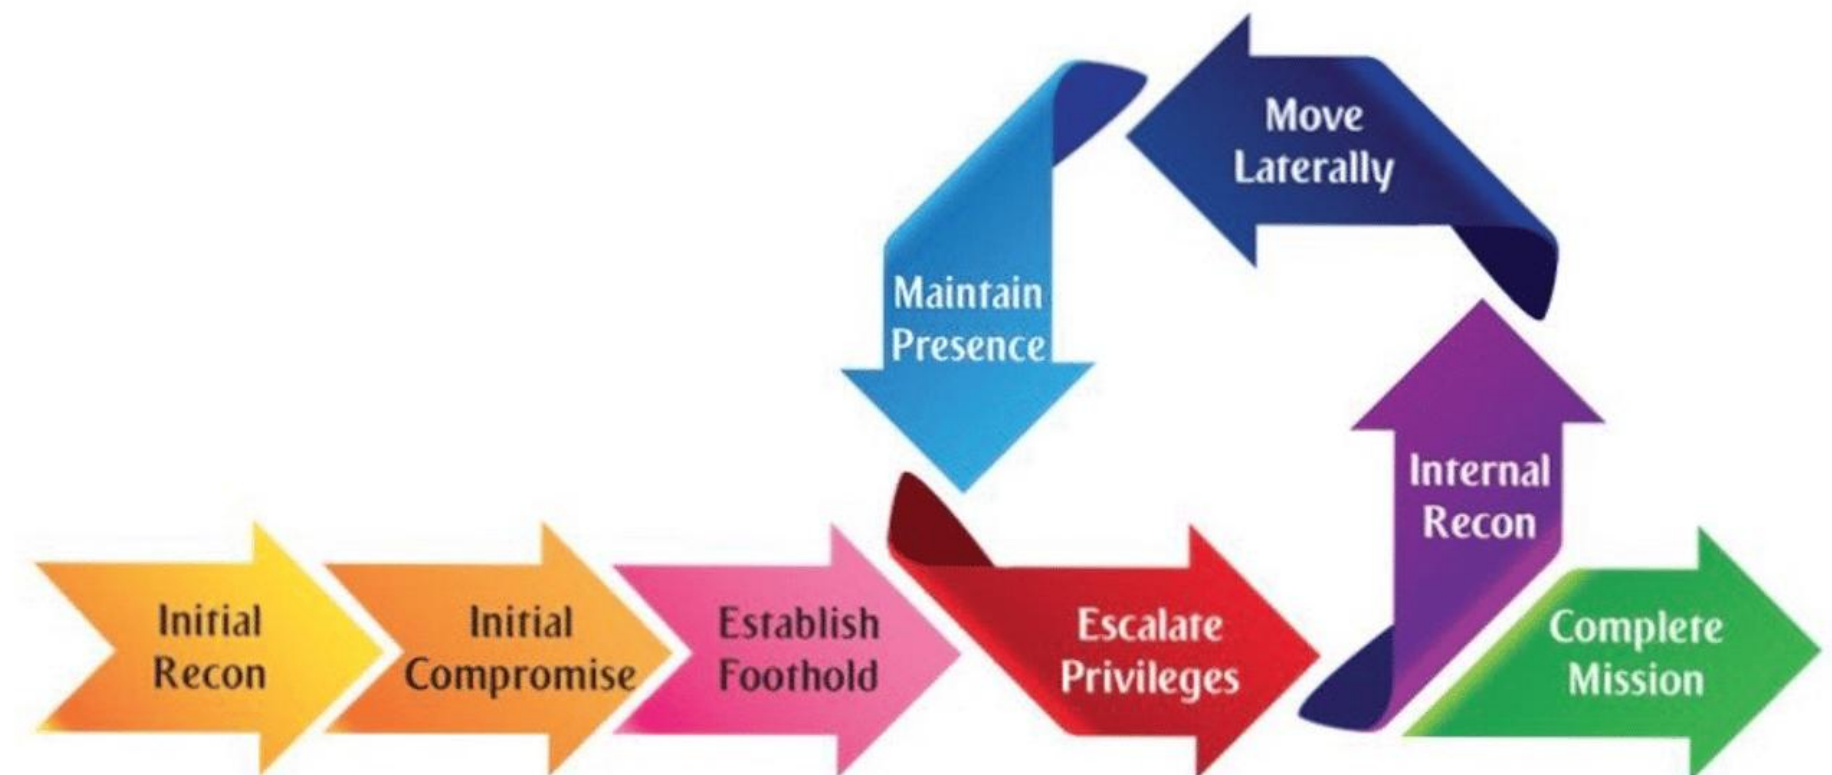 Initial
Recon
Initial
Compromise
Establish
Foothold
Escalate
Privileges
Internal
Recon
Move
Laterally
Maintain
Presence
Complete
Mission